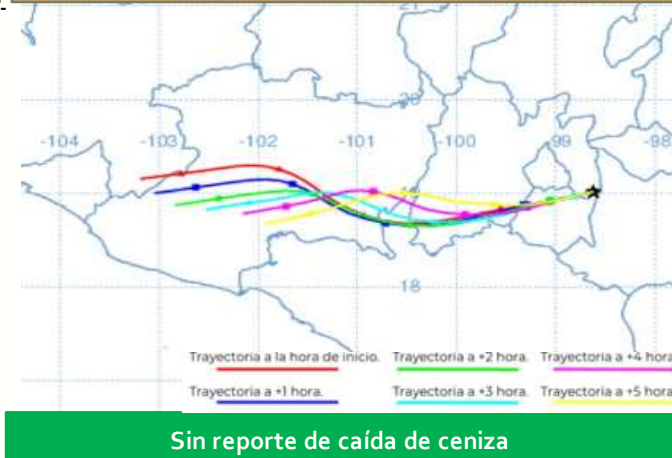 21
20
-104 -103 -102 -101 -100 -99 -98
18
Trayectoria a la hora de inicio. Trayectoria a +2 hora. Trayectoria a +4 hora
Trayectoria a +1 hora. Trayectoria a +3 hora. Trayectoria a +5 hora
Sin reporte de caída de ceniza